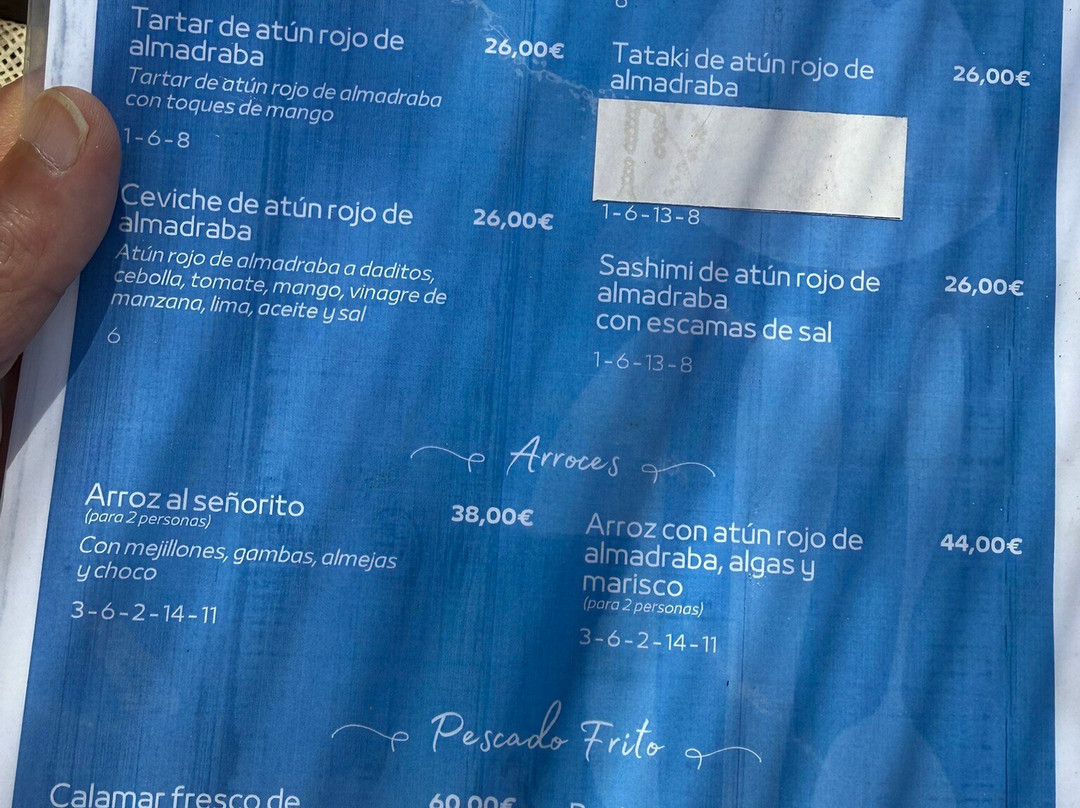 Tartar de atún rojo de
almadraba
26,00€
Tartar de atún rojo de almadraba
con toques de mango
1-6-8
Ceviche de atún rojo de
almadraba
26,00€
Atún rojo de almadraba a daditos,
cebolla, tomate, mango, vinagre de
manzana, lima, aceite y sal
6
Tataki de atún rojo de
almadraba
26,00€
1-6-13-8
Sashimi de atún rojo de
almadraba
con escamas de sal
26,00€
1-6-13-8
Arroces
Arroz al señorito
(para 2 personas)
38,00€
Con mejillones, gambas, almejas
y choco
3-6-2-14-11
Arroz con atún rojo de
almadraba, algas y
marisco
(para 2 personas)
44,00€
3-6-2-14-11
Pescado Frito
Calamar fresco de
60,00€